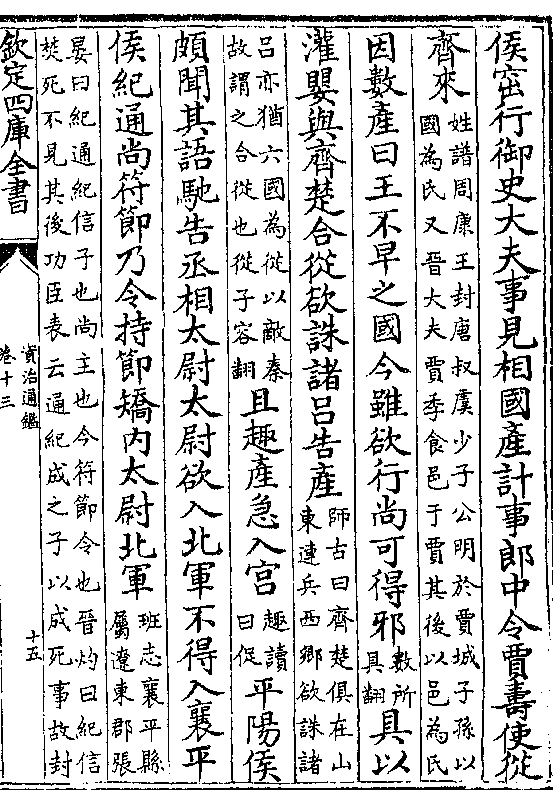 侯窋行御史大夫事見相國產計事郎中令賈壽使從
齊來姓譜周康王封唐叔虞少子公明於賈城子孫以
國為氏又晉大夫賈季食邑于賈其後以邑為氏
因數產曰王不早之國今雖欲行尚可得邪數所
具翻具以
灌嬰與齊楚合從欲誅諸呂告產師古曰齊楚俱在山
東連兵西鄉欲誅諸
呂亦猶六國為從以敵秦
故謂之合從也從子容翻且趣產急入宮趣讀
曰促平陽侯
頗聞其語馳告丞相太尉太尉欲入北軍不得入襄平
侯紀通尚符節乃令持節矯內太尉北軍班志襄平縣
屬遼東郡張
晏曰紀通紀信子也尚主也今符節令也晉灼曰紀信
焚死不見其後功臣表云通紀成之子以成死事故封
欽定四庫全書
資治通鑑
卷十三
十五